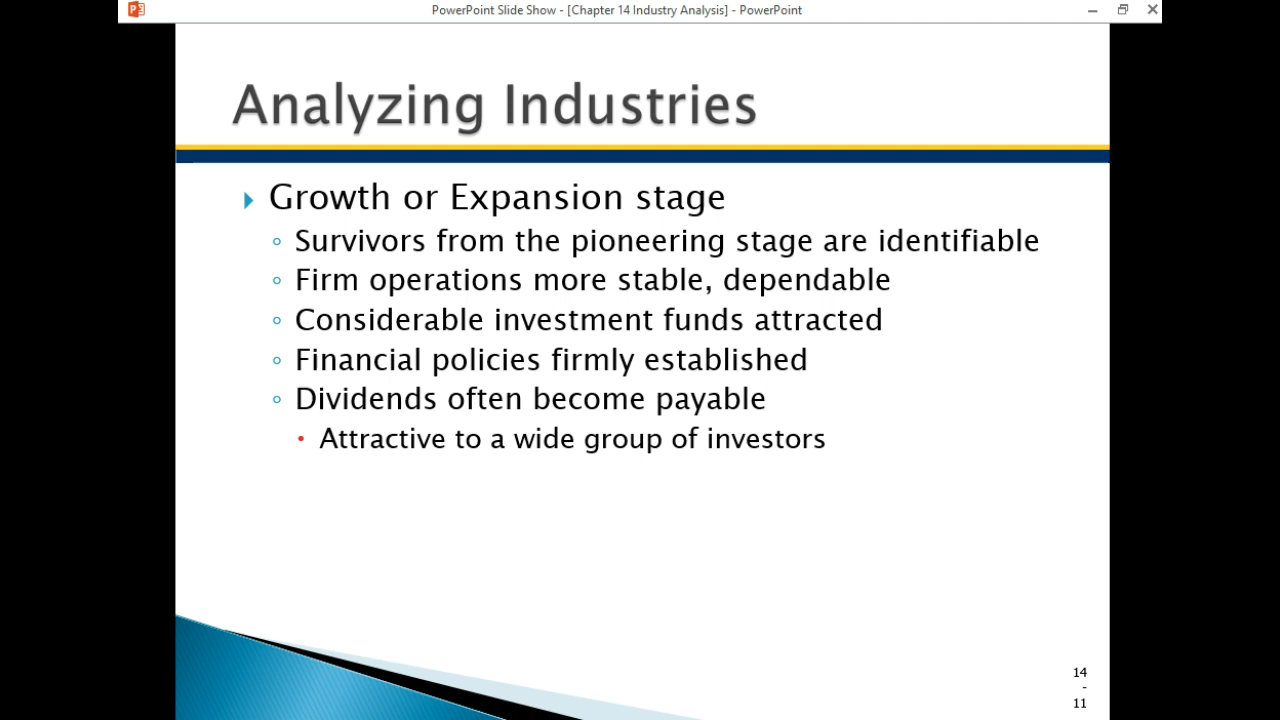 PowerPoint Slide Show - [Chapter 14 Industry Analysis] - PowerPoint
Analyzing Industries
Growth or Expansion stage
Survivors from the pioneering stage are identifiable
Firm operations more stable, dependable
Considerable investment funds attracted
Financial policies firmly established
Dividends often become payable
Attractive to a wide group of investors
14
-
11